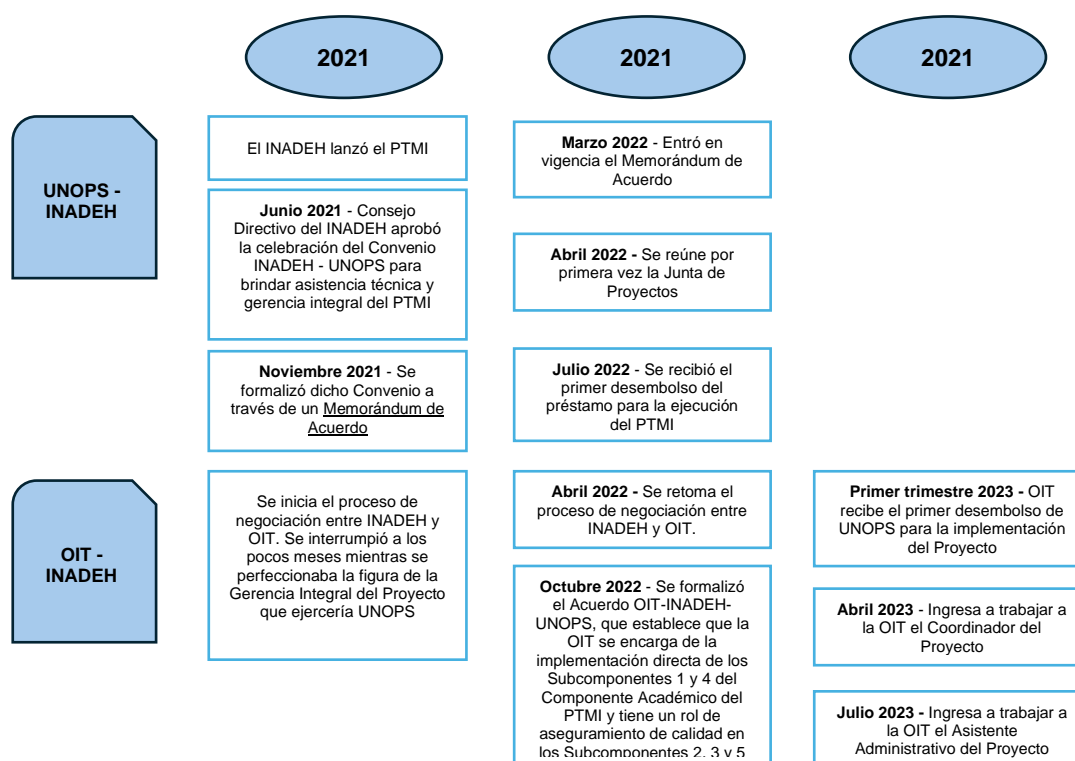 2021
2021
2021
UNOPS -
INADEH
El INADEH lanzó el PTMI
Junio 2021 - Consejo
Directivo del INADEH aprobó
la celebración del Convenio
INADEH - UNOPS para
brindar asistencia técnica y
gerencia integral del PTMI
Noviembre 2021 - Se
formalizó dicho Convenio a
través de un Memorándum de
Acuerdo
Marzo 2022 - Entró en
vigencia el Memorándum de
Acuerdo
Abril 2022 - Se reúne por
primera vez la Junta de
Proyectos
Julio 2022 - Se recibió el
primer desembolso del
préstamo para la ejecución
del PTMI
OIT -
INADEH
Se inicia el proceso de
negociación entre INADEH y
OIT. Se interrumpió a los
pocos meses mientras se
perfeccionaba la figura de la
Gerencia Integral del Proyecto
que ejercería UNOPS
Abril 2022 - Se retoma el
proceso de negociación entre
INADEH y OIT.
Octubre 2022 - Se formalizó
el Acuerdo OIT-INADEH-
UNOPS, que establece que la
OIT se encarga de la
implementación directa de los
Subcomponentes 1 y 4 del
Componente Académico del
PTMI y tiene un rol de
aseguramiento de calidad en
los Subcomponentes 2, 3 y 5
Primer trimestre 2023 - OIT
recibe el primer desembolso de
UNOPS para la implementación
del Proyecto
Abril 2023 - Ingresa a trabajar a
la OIT el Coordinador del
Proyecto
Julio 2023 - Ingresa a trabajar a
la OIT el Asistente
Administrativo del Proyecto